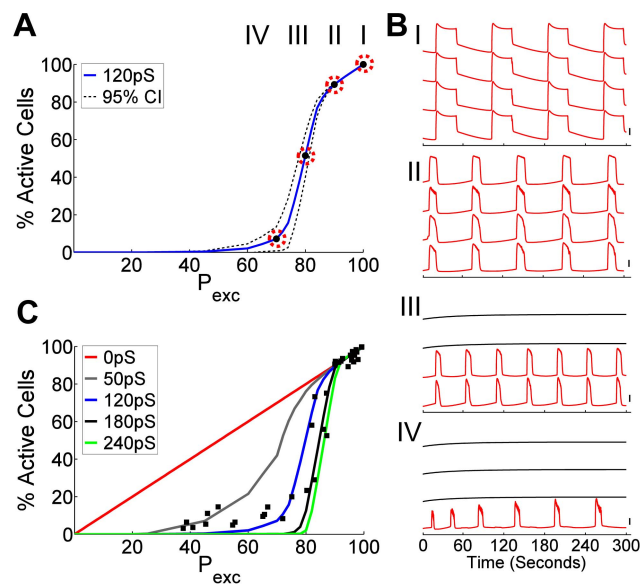 A
IV III II I
120pS
95% CI
% Active Cells
100
80
60
40
20
0
20 40 60 80 100
P exc
B
I
II
III
IV
0 60 120 180 240 300
Time (Seconds)
C
0pS
50pS
120pS
180pS
240pS
% Active Cells
100
80
60
40
20
0
20 40 60 80 100
P exc